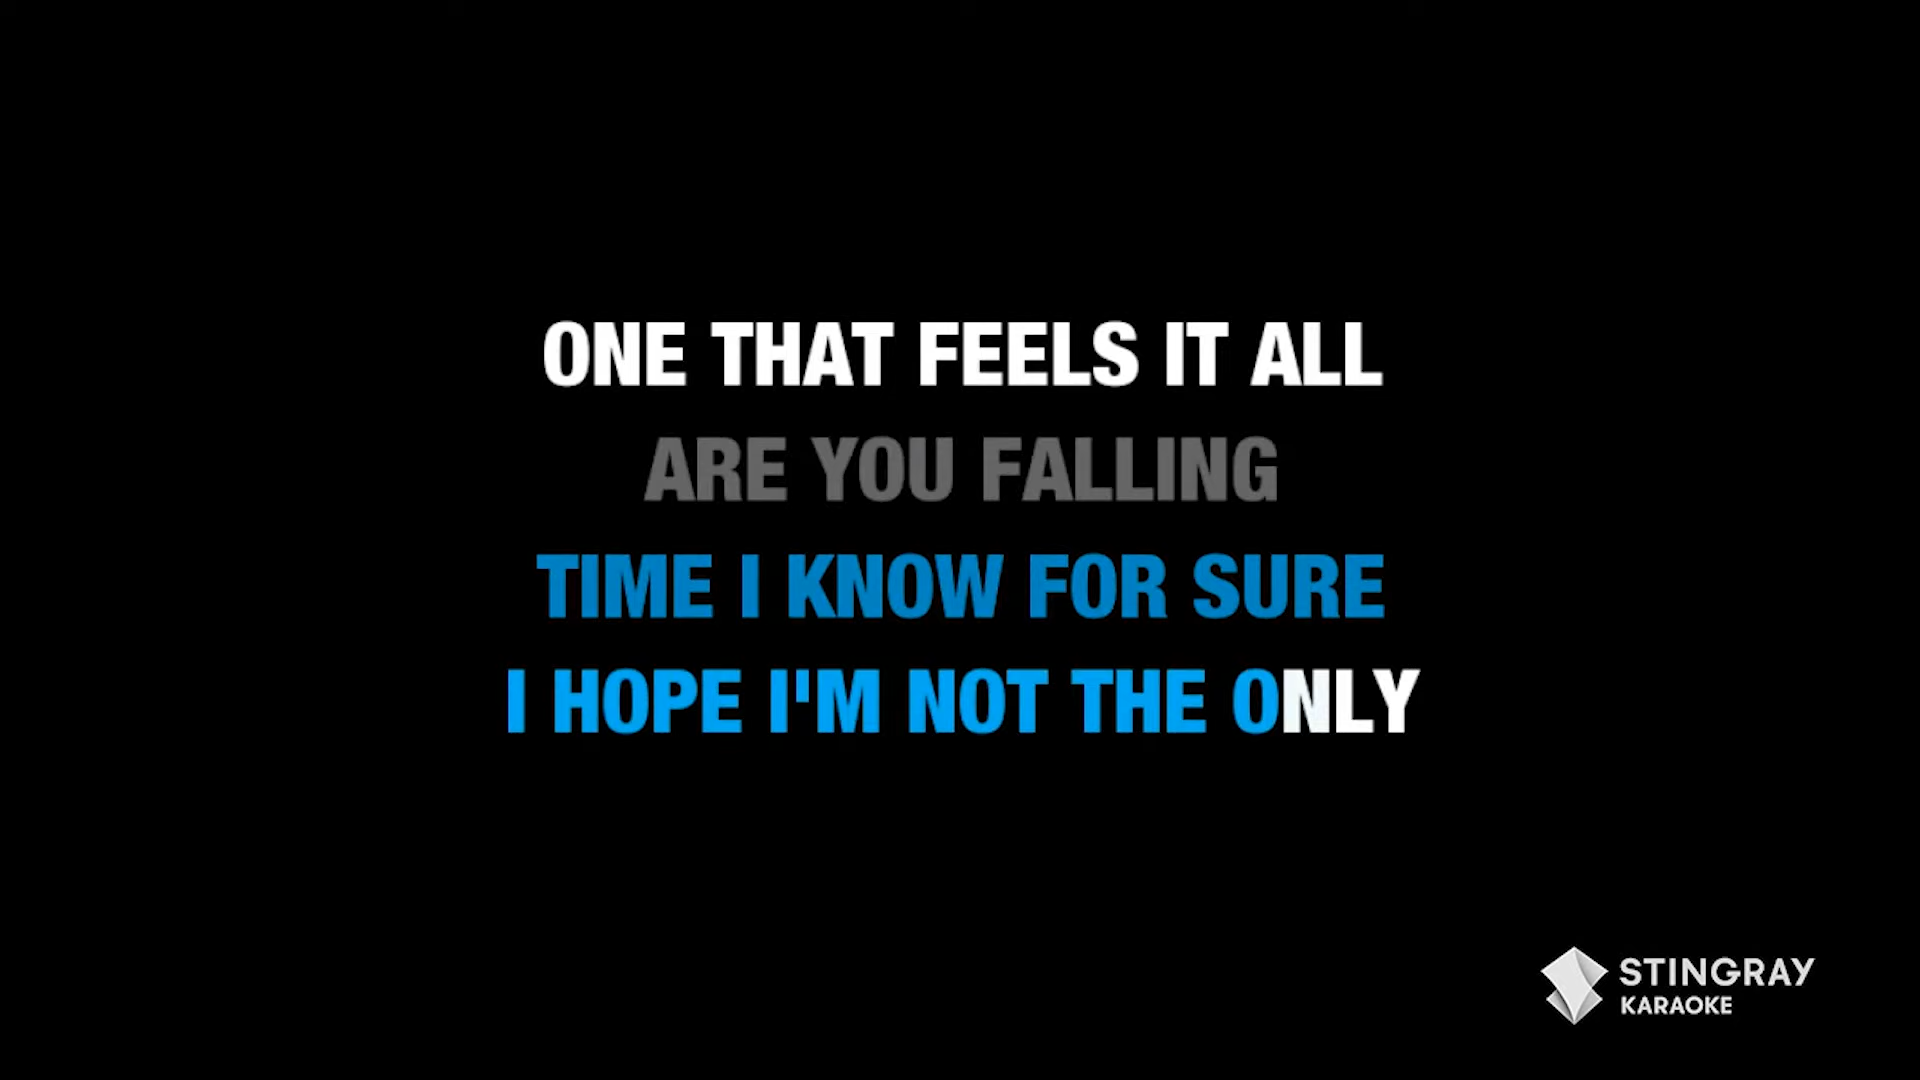 ONE THAT FEELS IT ALL
ARE YOU FALLING
TIME I KNOW FOR SURE
I HOPE I'M NOT THE ONLY
STINGRAY
KARAOKE